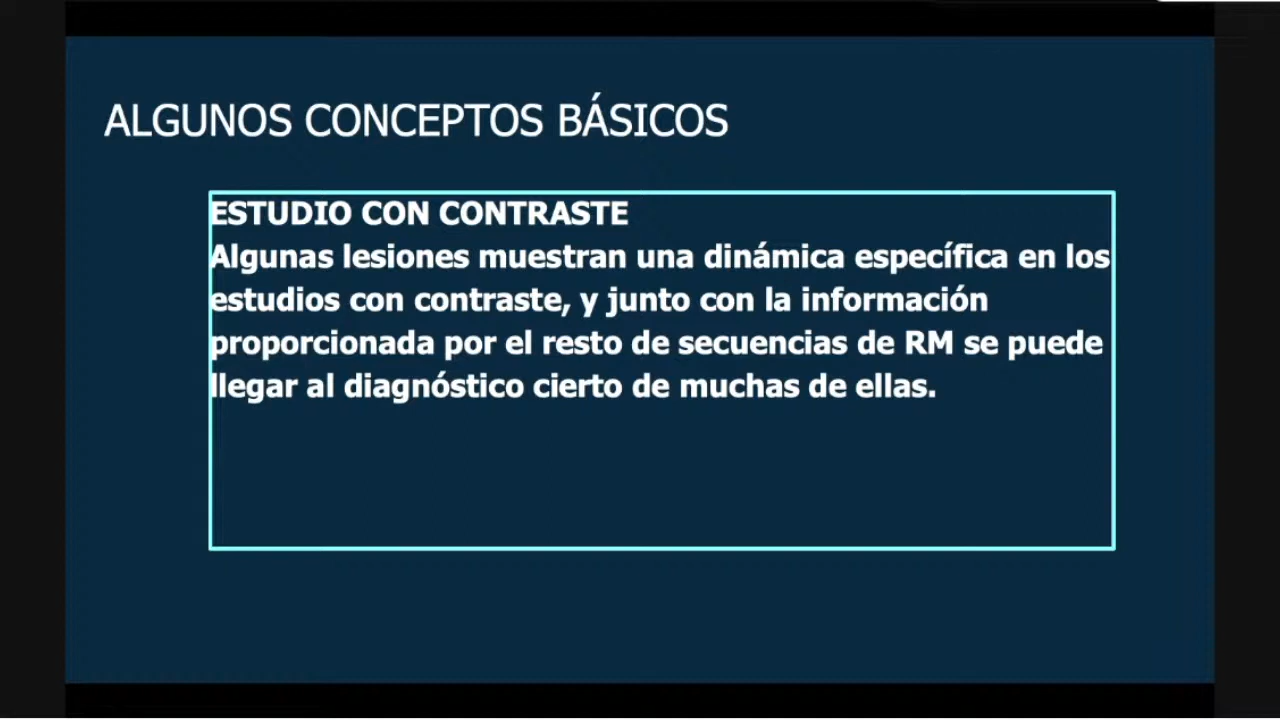 ALGUNOS CONCEPTOS BÁSICOS
ESTUDIO CON CONTRASTE
Algunas lesiones muestran una dinámica específica en los
estudios con contraste, y junto con la información
proporcionada por el resto de secuencias de RM se puede
llegar al diagnóstico cierto de muchas de ellas.